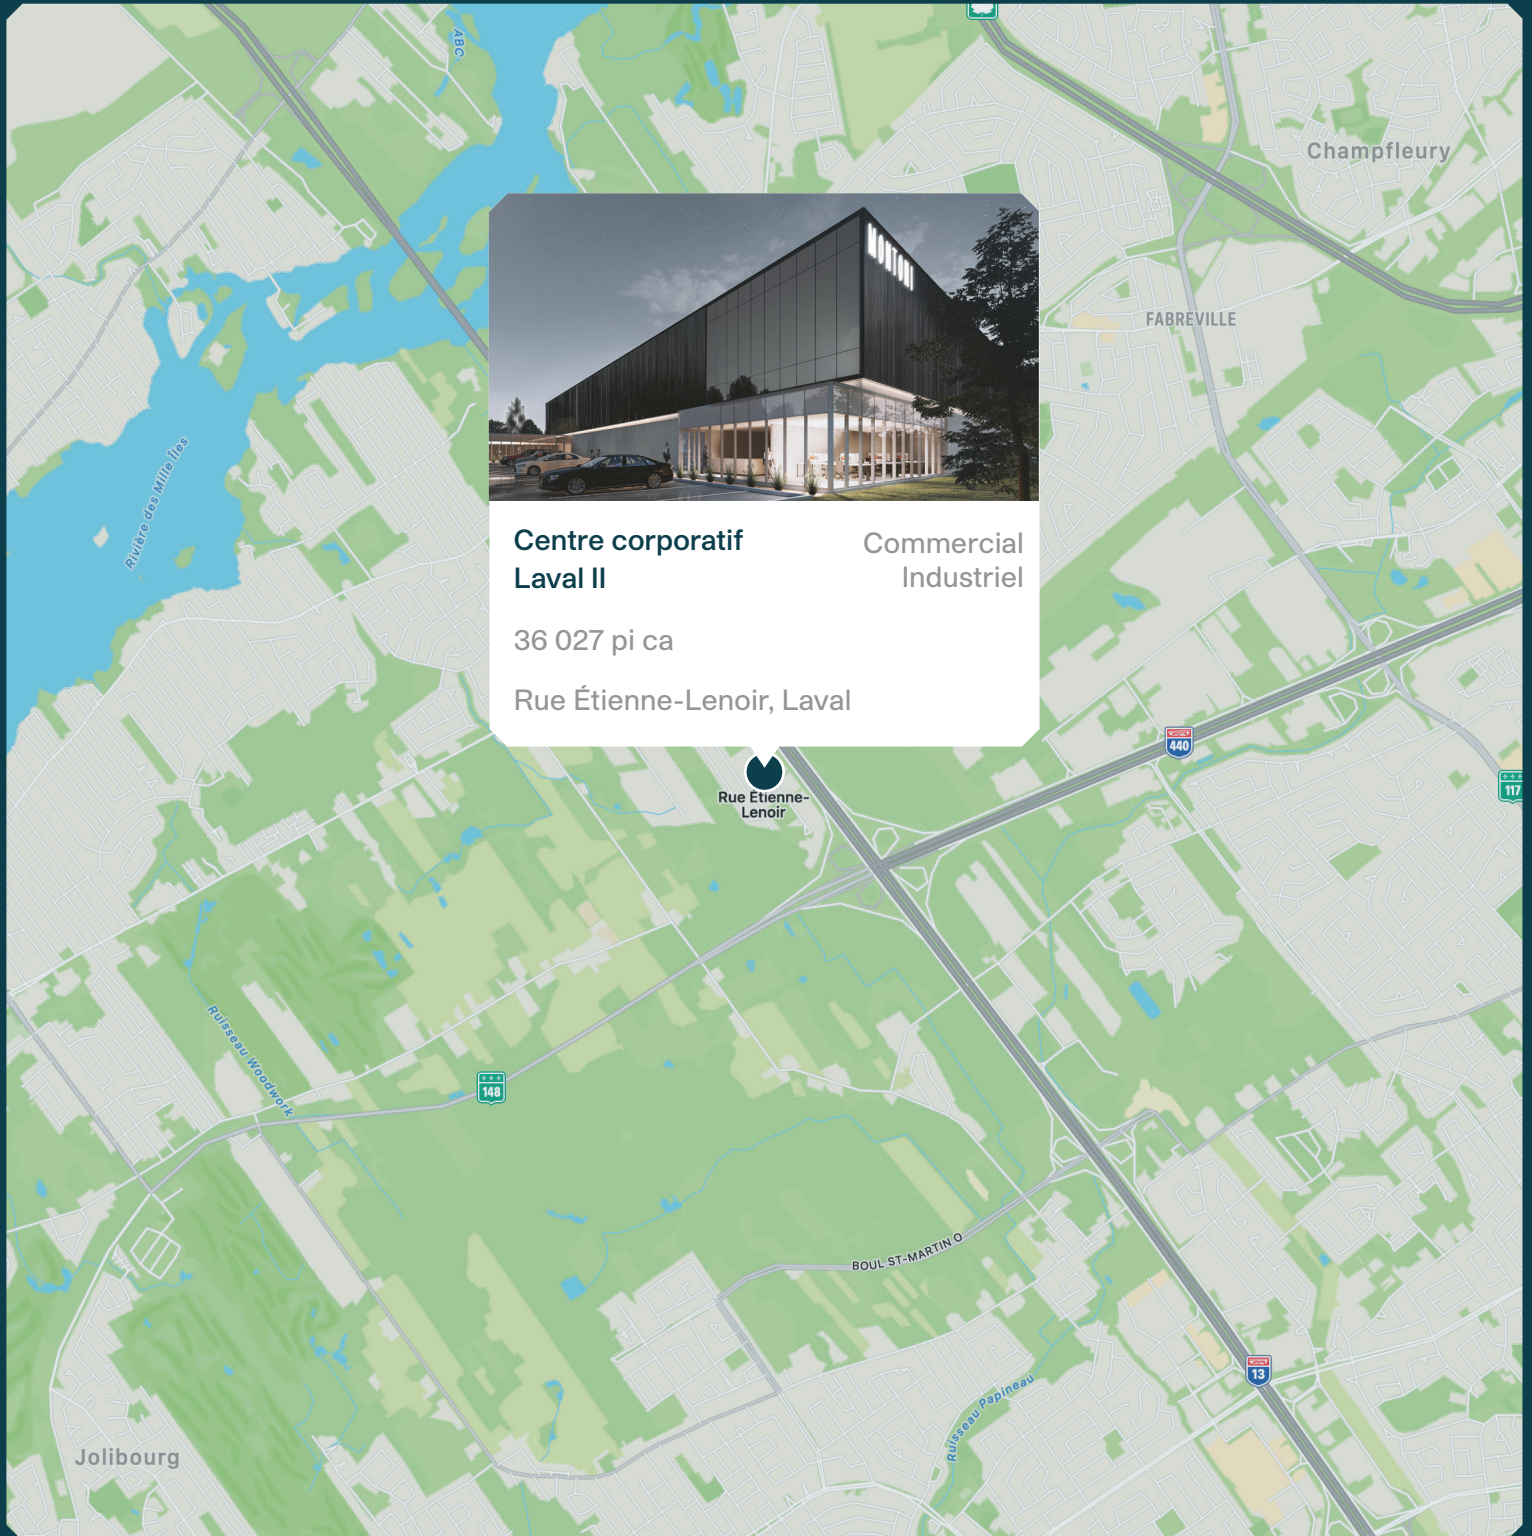 ABC
Champfleury
MONTONI
FABREVILLE
Rivière des Mille Îles
Centre corporatif
Laval II
Commercial
Industriel
36 027 pi ca
Rue Étienne-Lenoir, Laval
440
117
Rue Étienne-
Lenoir
Ruisseau Woodwork
148
BOUL ST-MARTIN O
13
Ruisseau Papineau
Jolibourg